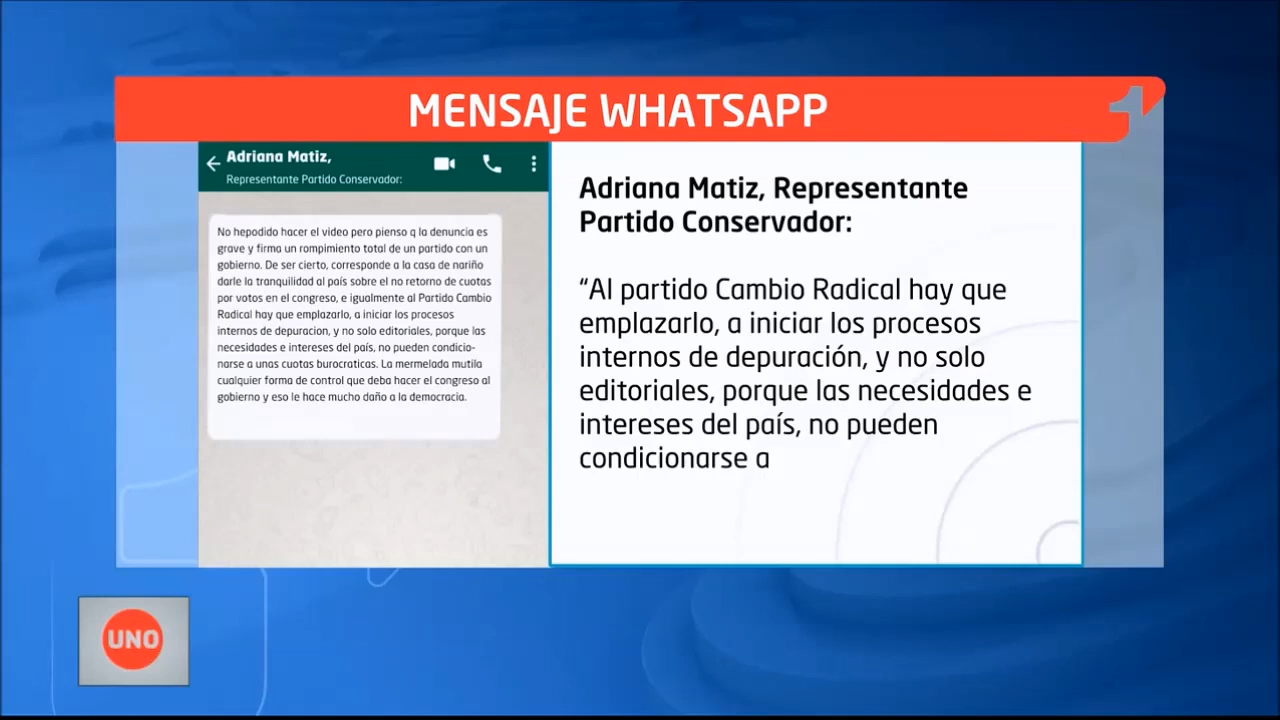 MENSAJE WHATSAPP
Adriana Matiz,
Representante Partido Conservador:
No hepodido hacer el video pero pienso q la denuncia es
grave y firma un rompimiento total de un partido con un
gobierno. De ser cierto, corresponde a la casa de nariño
darle la tranquilidad al país sobre el no retorno de cuotas
por votos en el congreso, e igualmente al Partido Cambio
Radical hay que emplazarlo, a iniciar los procesos
internos de depuracion, y no solo editoriales, porque las
necesidades e intereses del país, no pueden condicio-
narse a unas cuotas burocraticas. La mermelada mutila
cualquier forma de control que deba hacer el congreso al
gobierno y eso le hace mucho daño a la democracia.
Adriana Matiz, Representante
Partido Conservador:
“Al partido Cambio Radical hay que
emplazarlo, a iniciar los procesos
internos de depuración, y no solo
editoriales, porque las necesidades e
intereses del país, no pueden
condicionarse a
UNO